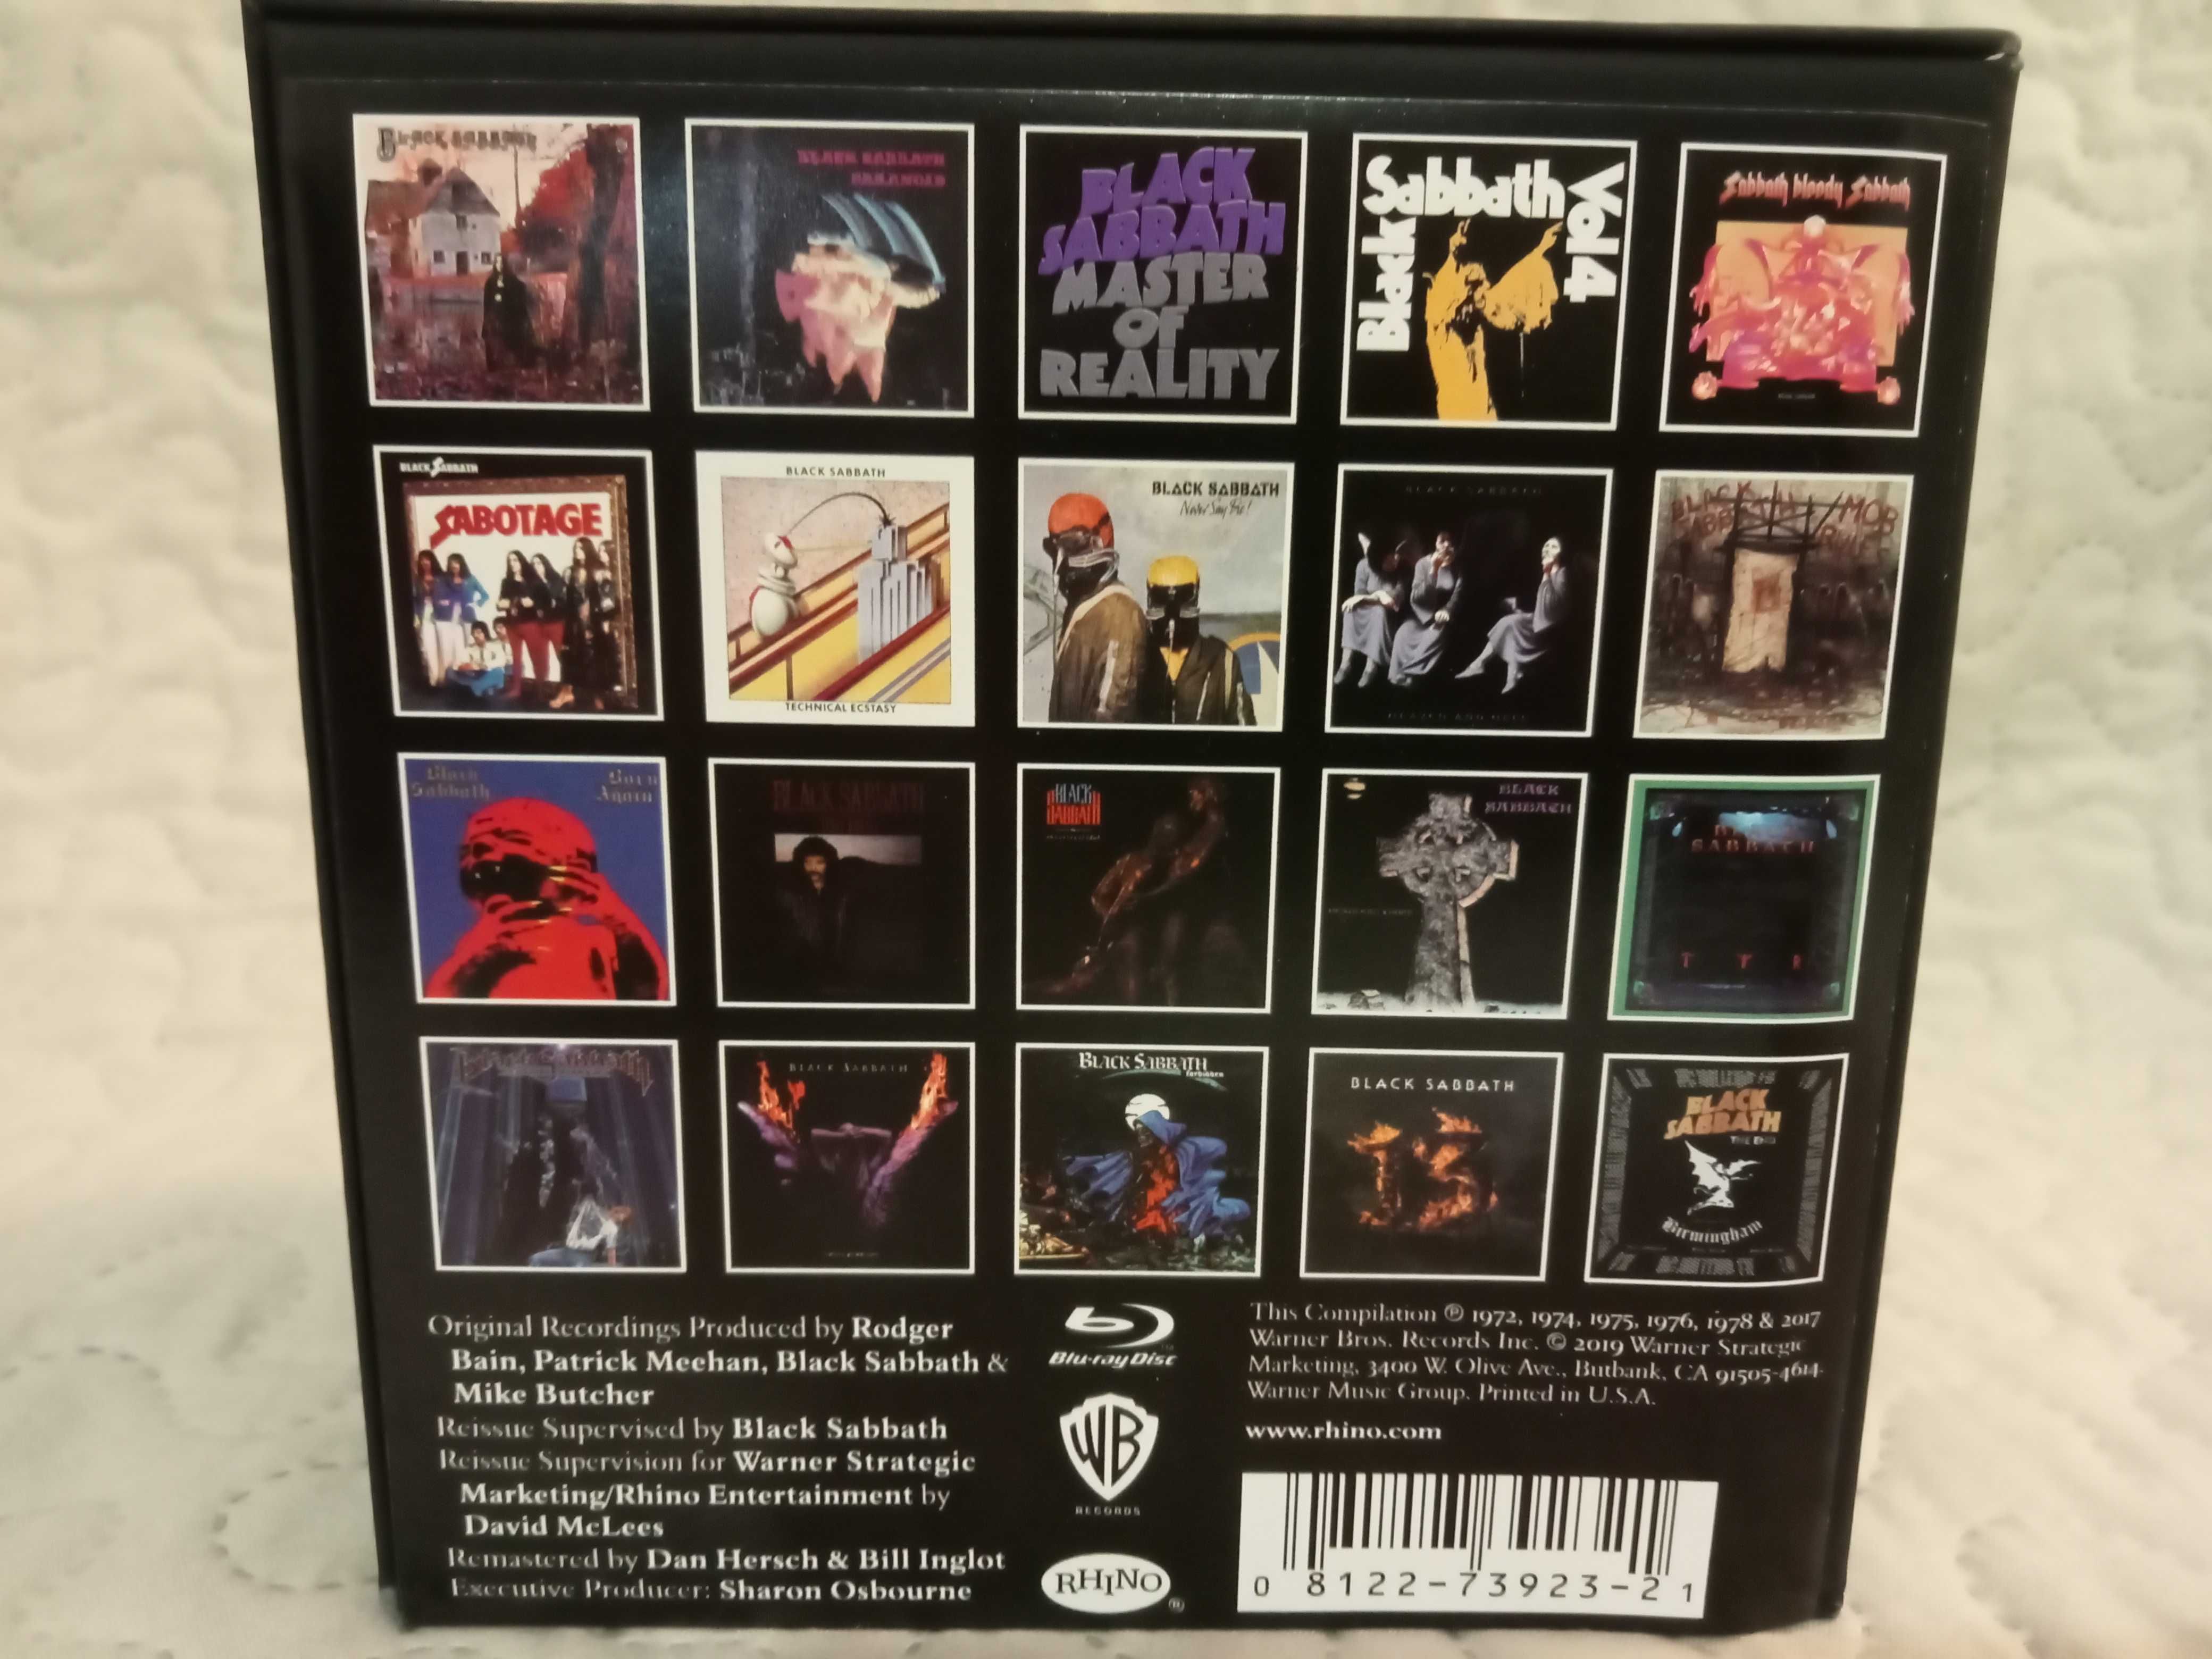 BLACK SABBATH
BLACK SABBATH
PARANOID
BLACK
SABBATH
MASTER
OF
REALITY
Black Sabbath Vol 4
Sabbath bloody Sabbath
BLACK SABBATH
SABOTAGE
BLACK SABBATH
TECHNICAL ECSTASY
BLACK SABBATH
Never Say Die!
BLACK SABBATH
HEAVEN AND HELL
BLACK
MOB
Black
Sabbath
Born
Again
BLACK SABBATH
BLACK
SABBATH
BLACK
SABBATH
SABBATH
T Y R
Black Sabbath
BLACK SABBATH
BLACK SABBATH
forbidden
BLACK SABBATH
13
BLACK
SABBATH
THE END
Birmingham
Original Recordings Produced by Rodger
Bain, Patrick Meehan, Black Sabbath &
Mike Butcher
Reissue Supervised by Black Sabbath
Reissue Supervision for Warner Strategic
Marketing/Rhino Entertainment by
David McLees
Remastered by Dan Hersch & Bill Inglot
Executive Producer: Sharon Osbourne
Blu-ray Disc
WB
RECORDS
RHINO
This Compilation ℗ 1972, 1974, 1975, 1976, 1978 & 2017
Warner Bros. Records Inc. © 2019 Warner Strategic
Marketing, 3400 W. Olive Ave., Butbank, CA 91505-4614.
Warner Music Group. Printed in U.S.A.
www.rhino.com
0 8122-73923-2 1